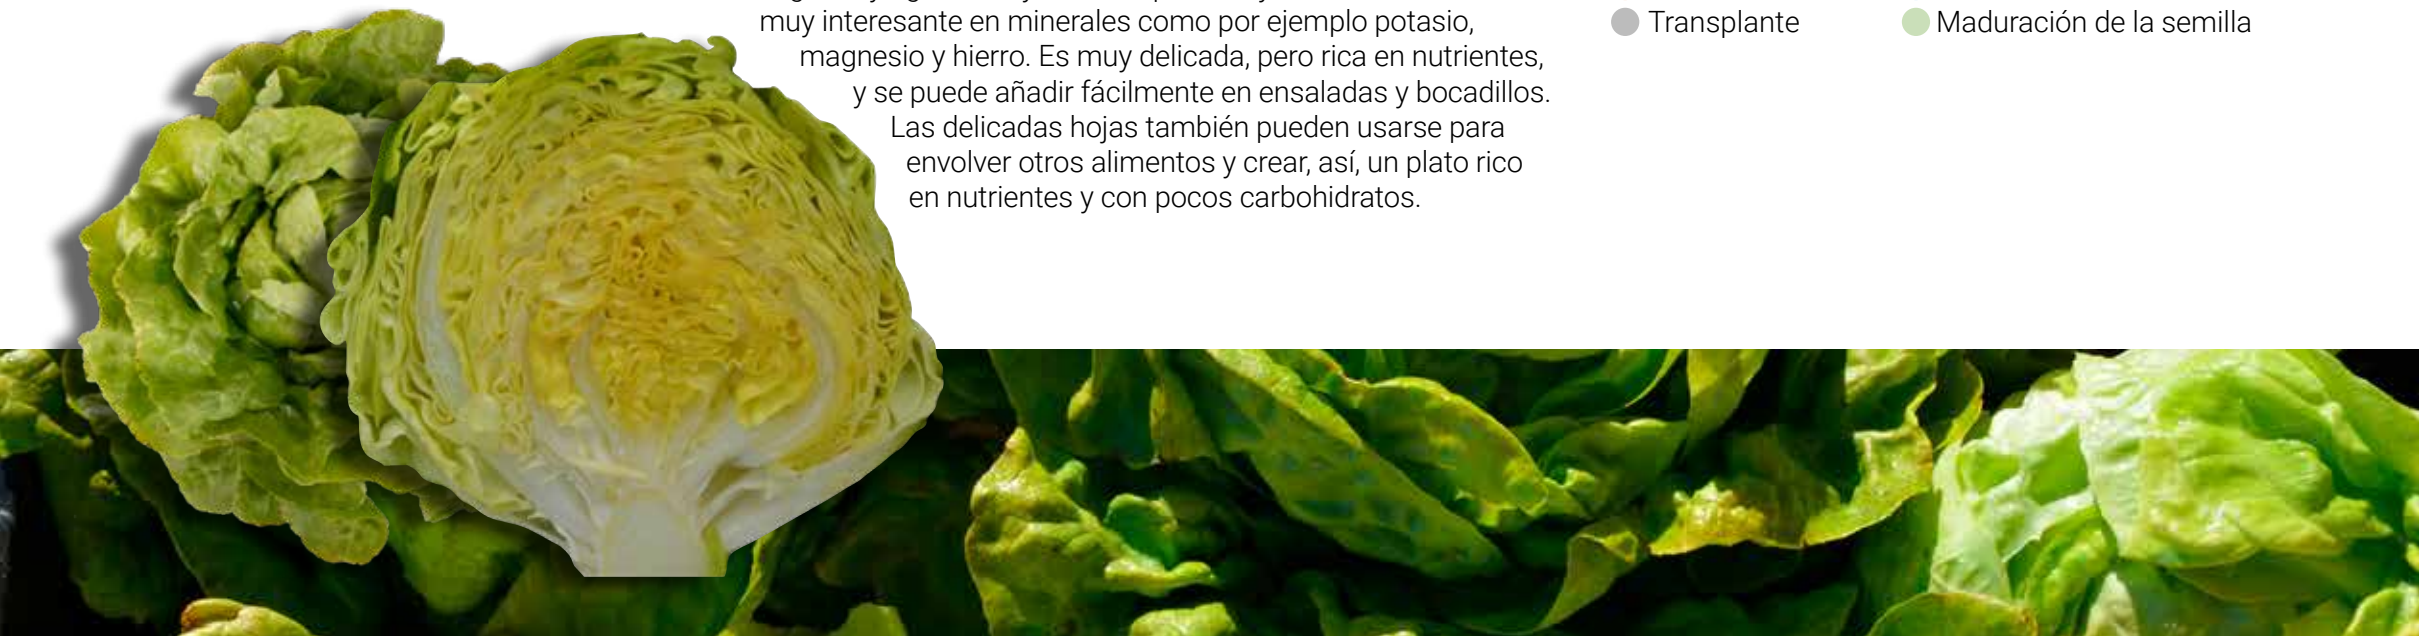 muy interesante en minerales como por ejemplo potasio,
magnesio y hierro. Es muy delicada, pero rica en nutrientes,
y se puede añadir fácilmente en ensaladas y bocadillos.
Las delicadas hojas también pueden usarse para
envolver otros alimentos y crear, así, un plato rico
en nutrientes y con pocos carbohidratos.
Transplante
Maduración de la semilla